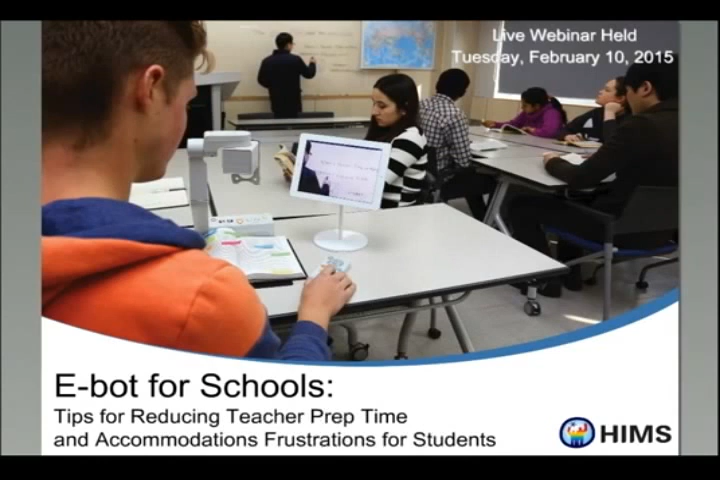 Live Webinar Held
Tuesday, February 10, 2015
E-bot for Schools:
Tips for Reducing Teacher Prep Time
and Accommodations Frustrations for Students
HIMS